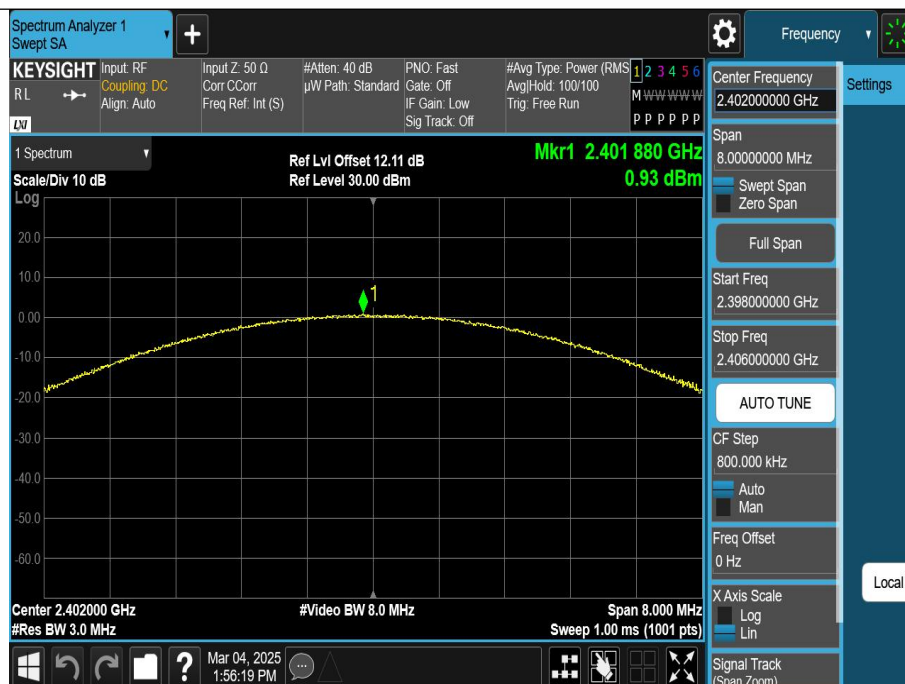 Spectrum Analyzer 1
Swept SA
Frequency
KEYSIGHT
RL
LXI
Input: RF
Coupling: DC
Align: Auto
Input Z: 50 Ω
Corr CCorr
Freq Ref: Int (S)
#Atten: 40 dB
µW Path: Standard
PNO: Fast
Gate: Off
IF Gain: Low
Sig Track: Off
#Avg Type: Power (RMS
Avg|Hold: 100/100
Trig: Free Run
1 2 3 4 5 6
M W W W W W
P P P P P P
1 Spectrum
Scale/Div 10 dB
Log
Ref Lvl Offset 12.11 dB
Ref Level 30.00 dBm
Mkr1 2.401 880 GHz
0.93 dBm
20.0
10.0
0.00
-10.0
-20.0
-30.0
-40.0
-50.0
-60.0
1
Center 2.402000 GHz
#Res BW 3.0 MHz
#Video BW 8.0 MHz
Span 8.000 MHz
Sweep 1.00 ms (1001 pts)
Center Frequency
2.402000000 GHz
Settings
Span
8.00000000 MHz
Swept Span
Zero Span
Full Span
Start Freq
2.398000000 GHz
Stop Freq
2.406000000 GHz
AUTO TUNE
CF Step
800.000 kHz
Auto
Man
Freq Offset
0 Hz
Local
X Axis Scale
Log
Lin
Signal Track
(Span Zoom)
?
Mar 04, 2025
1:56:19 PM